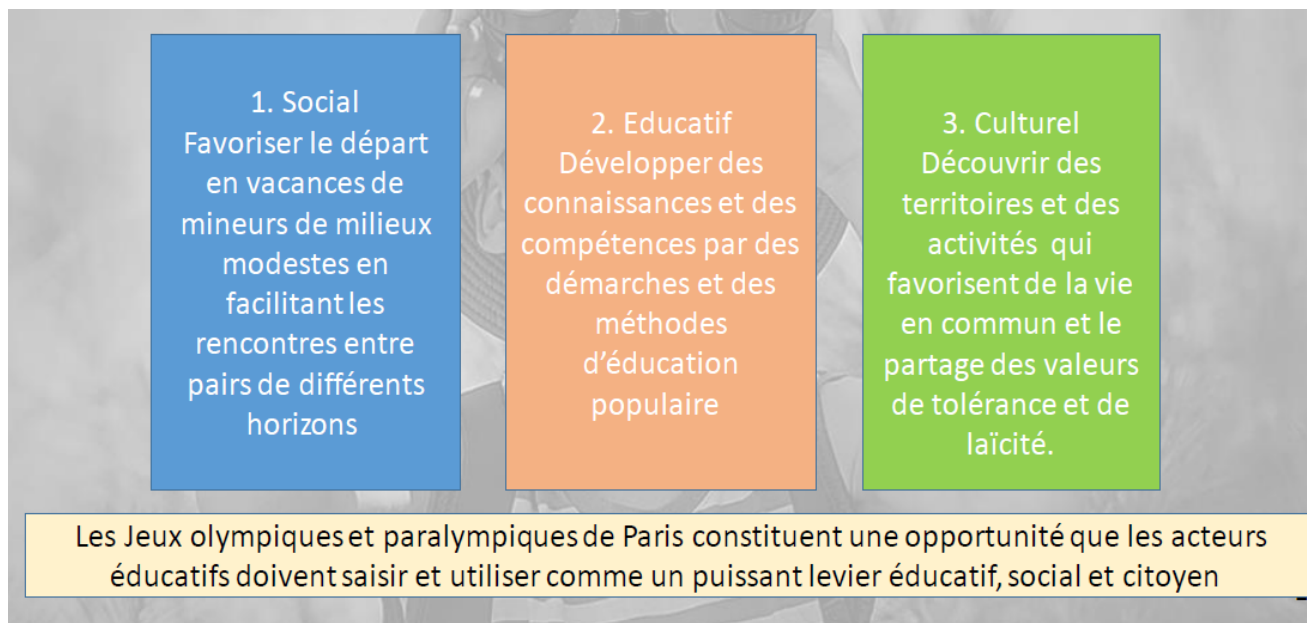 1. Social
Favoriser le départ
en vacances de
mineurs de milieux
modestes en
facilitant les
rencontres entre
pairs de différents
horizons
2. Educatif
Développer des
connaissances et des
compétences par des
démarches et des
méthodes
d’éducation
populaire
3. Culturel
Découvrir des
territoires et des
activités qui
favorisent de la vie
en commun et le
partage des valeurs
de tolérance et de
laïcité.
Les Jeux olympiques et paralympiques de Paris constituent une opportunité que les acteurs
éducatifs doivent saisir et utiliser comme un puissant levier éducatif, social et citoyen